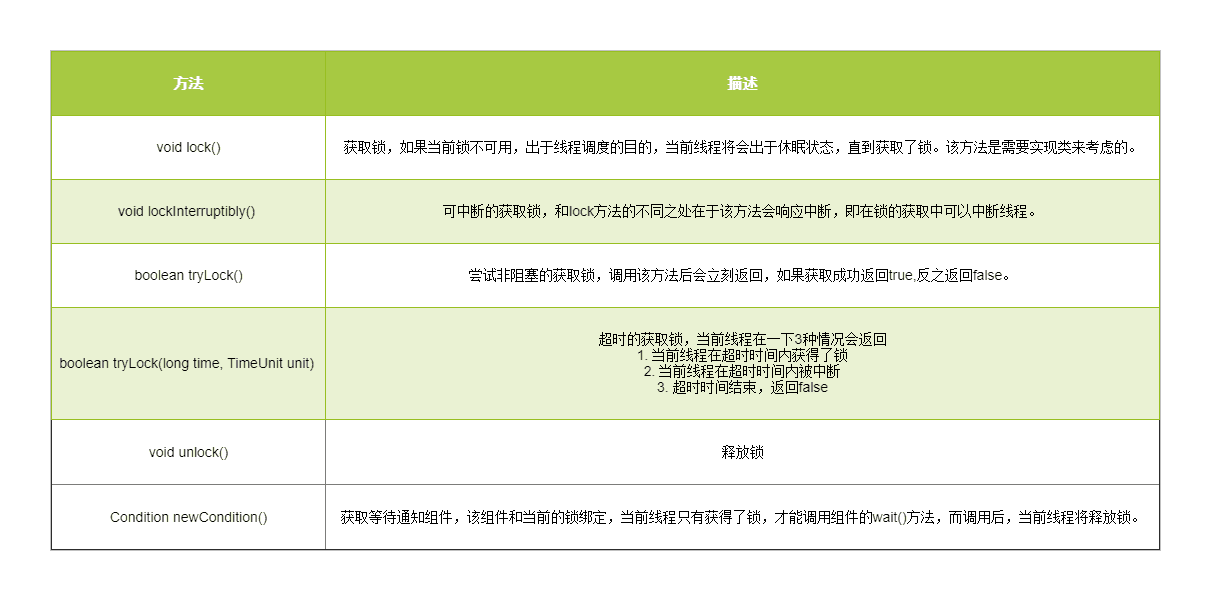 方法
描述
void lock()
获取锁，如果当前锁不可用，出于线程调度的目的，当前线程将会出于休眠状态，直到获取了锁。该方法是需要实现类来考虑的。
void lockInterruptibly()
可中断的获取锁，和lock方法的不同之处在于该方法会响应中断，即在锁的获取中可以中断线程。
boolean tryLock()
尝试非阻塞的获取锁，调用该方法后会立刻返回，如果获取成功返回true,反之返回false。
boolean tryLock(long time, TimeUnit unit)
超时的获取锁，当前线程在一下3种情况会返回
1. 当前线程在超时时间内获得了锁
2. 当前线程在超时时间内被中断
3. 超时时间结束，返回false
void unlock()
释放锁
Condition newCondition()
获取等待通知组件，该组件和当前的锁绑定，当前线程只有获得了锁，才能调用组件的wait()方法，而调用后，当前线程将释放锁。